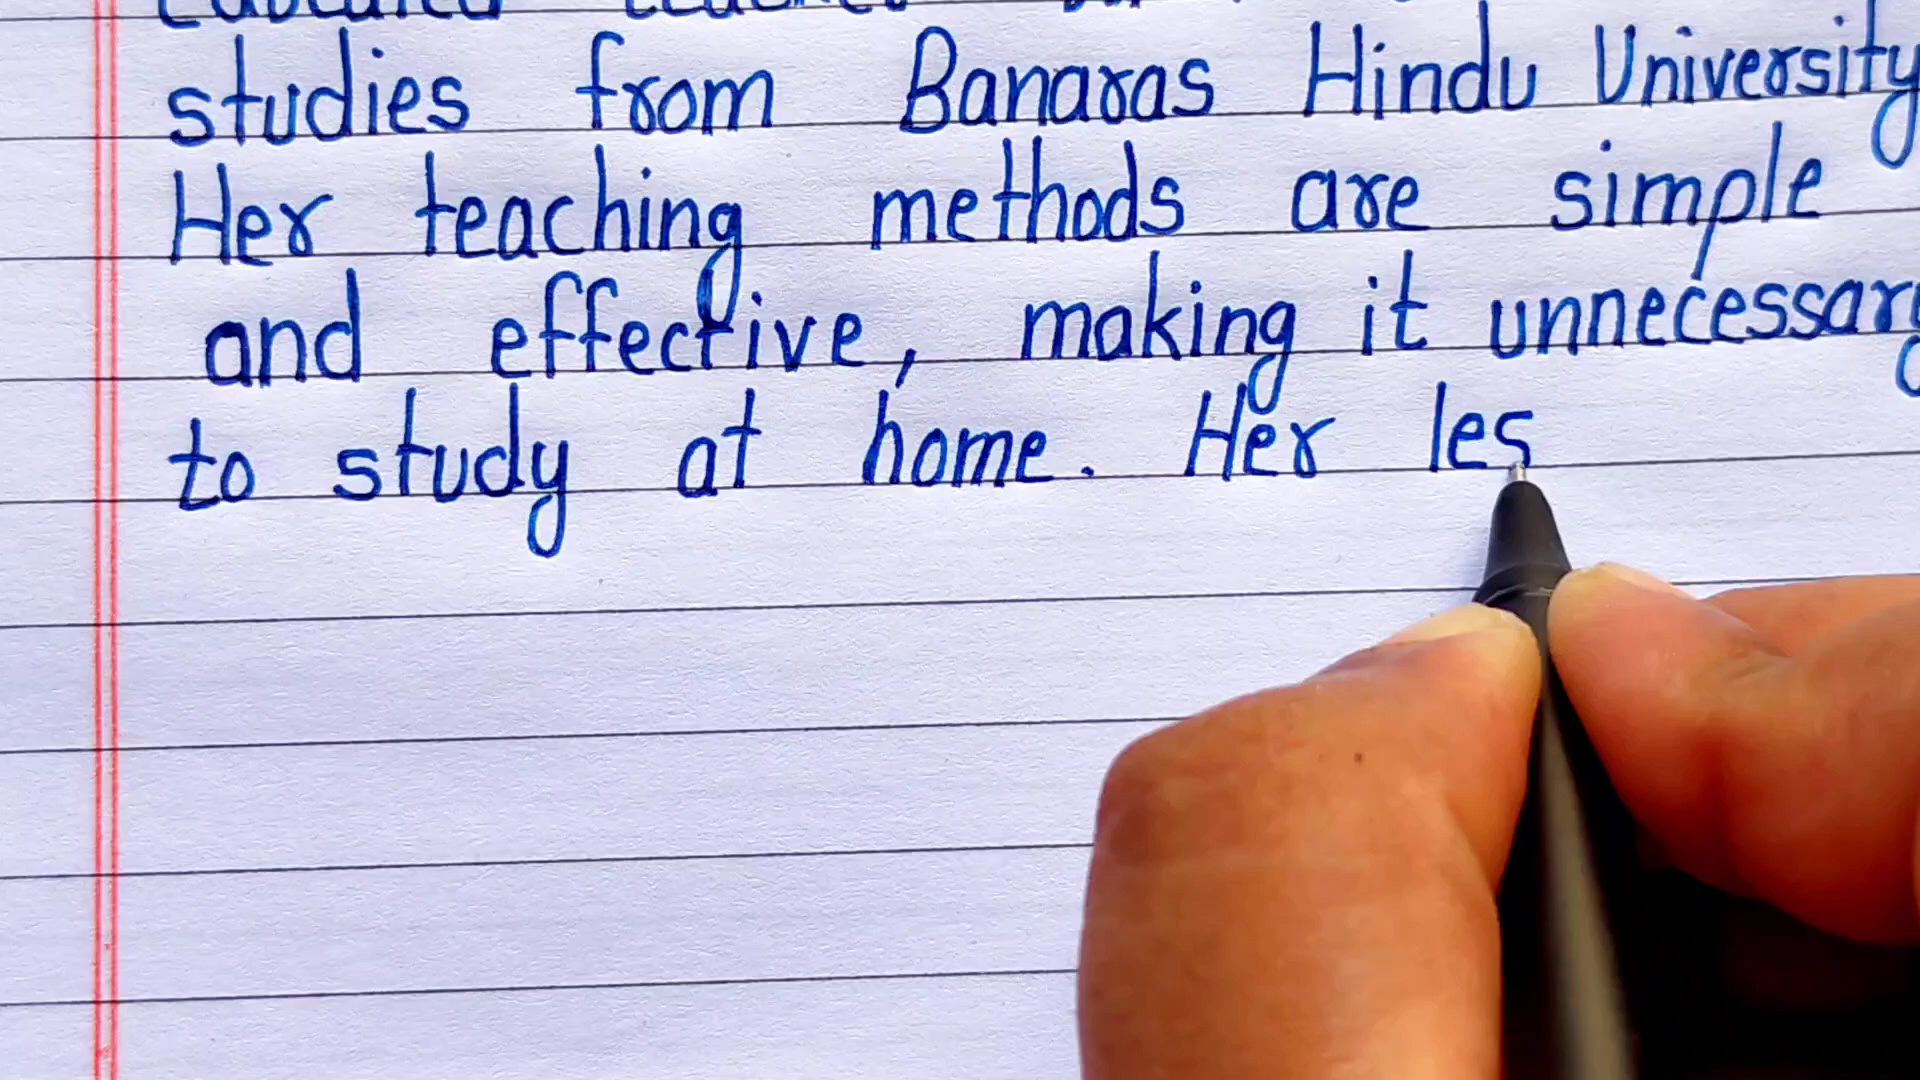 studies from Banaras Hindu University
Her teaching methods are simple
and effective, making it unnecessary
to study at home. Her les